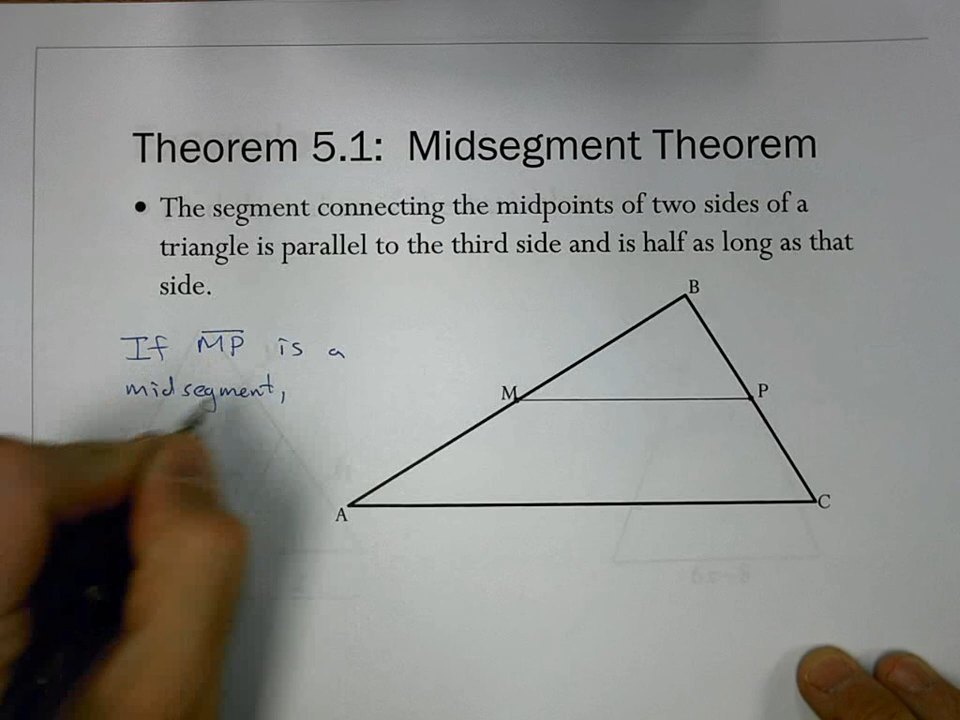 Theorem 5.1: Midsegment Theorem
• The segment connecting the midpoints of two sides of a
triangle is parallel to the third side and is half as long as that
side.
B
If M̅P̅ is a
midsegment,
M
P
A
C